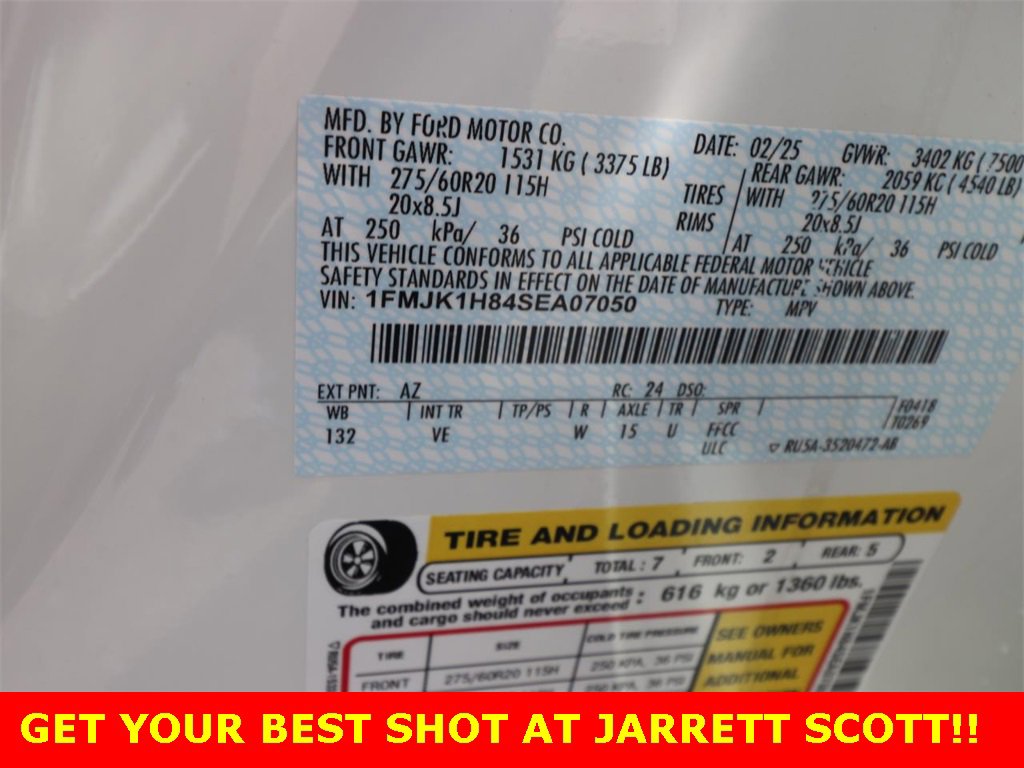 MFD. BY FORD MOTOR CO.
DATE: 02/25 GVWR: 3402 KG ( 7500
FRONT GAWR: 1531 KG ( 3375 LB)
REAR GAWR: 2059 KG ( 4540 LB)
WITH 275/60R20 115H TIRES
WITH 275/60R20 115H
20x8.5J RIMS
20x8.5J
AT 250 kPa/ 36 PSI COLD
AT 250 kPa/ 36 PSI COLD
THIS VEHICLE CONFORMS TO ALL APPLICABLE FEDERAL MOTOR VEHICLE
SAFETY STANDARDS IN EFFECT ON THE DATE OF MANUFACTURE SHOWN ABOVE.
VIN: 1FMJK1H84SEA07050 TYPE: MPV
EXT PNT: AZ RC: 24 DSO:
WB INT TR TP/PS R AXLE TR SPR F0418
T0269
132 VE W 15 U FFCC
ULC RU5A-3520472-AB
TIRE AND LOADING INFORMATION
SEATING CAPACITY TOTAL : 7 FRONT: 2 REAR: 5
The combined weight of occupants and cargo should never exceed : 616 kg or 1360 lbs.
TIRE SIZE COLD TIRE PRESSURE SEE OWNERS
MANUAL FOR
ADDITIONAL
FRONT 275/60R20 115H 250 KPA, 36 PSI
250 KPA, 36 PSI
GET YOUR BEST SHOT AT JARRETT SCOTT!!